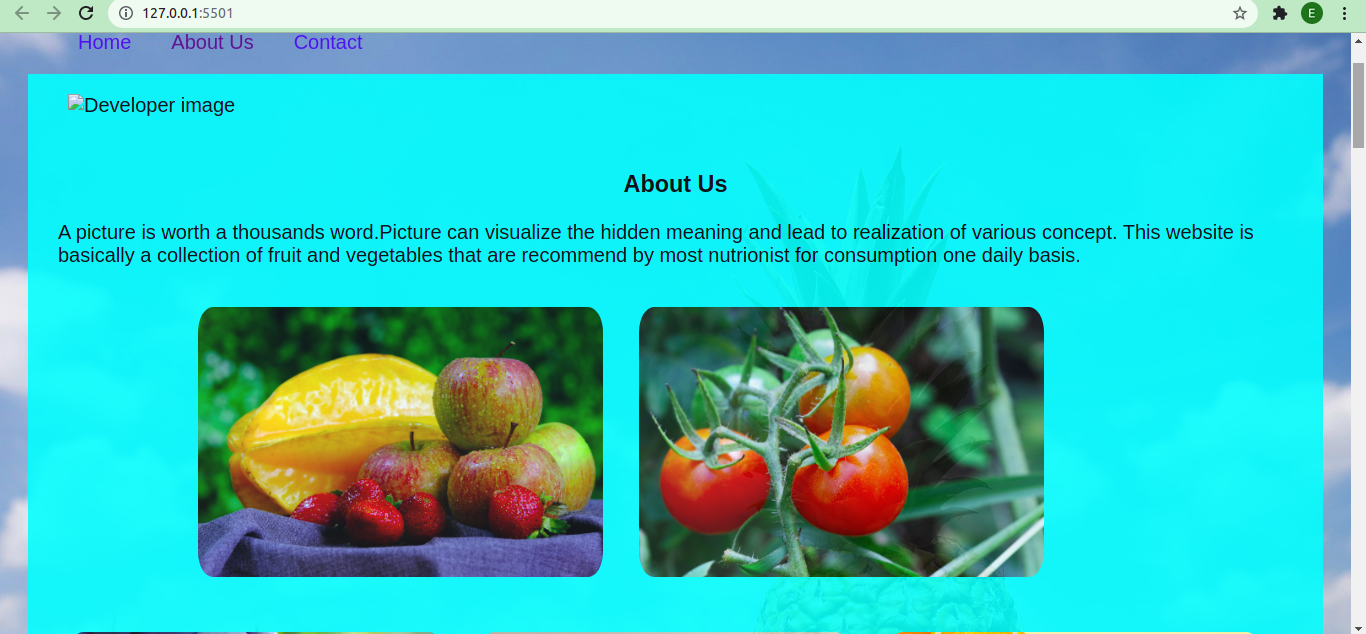 127.0.0.1:5501
E
Home About Us Contact
Developer image
About Us
A picture is worth a thousands word.Picture can visualize the hidden meaning and lead to realization of various concept. This website is
basically a collection of fruit and vegetables that are recommend by most nutrionist for consumption one daily basis.